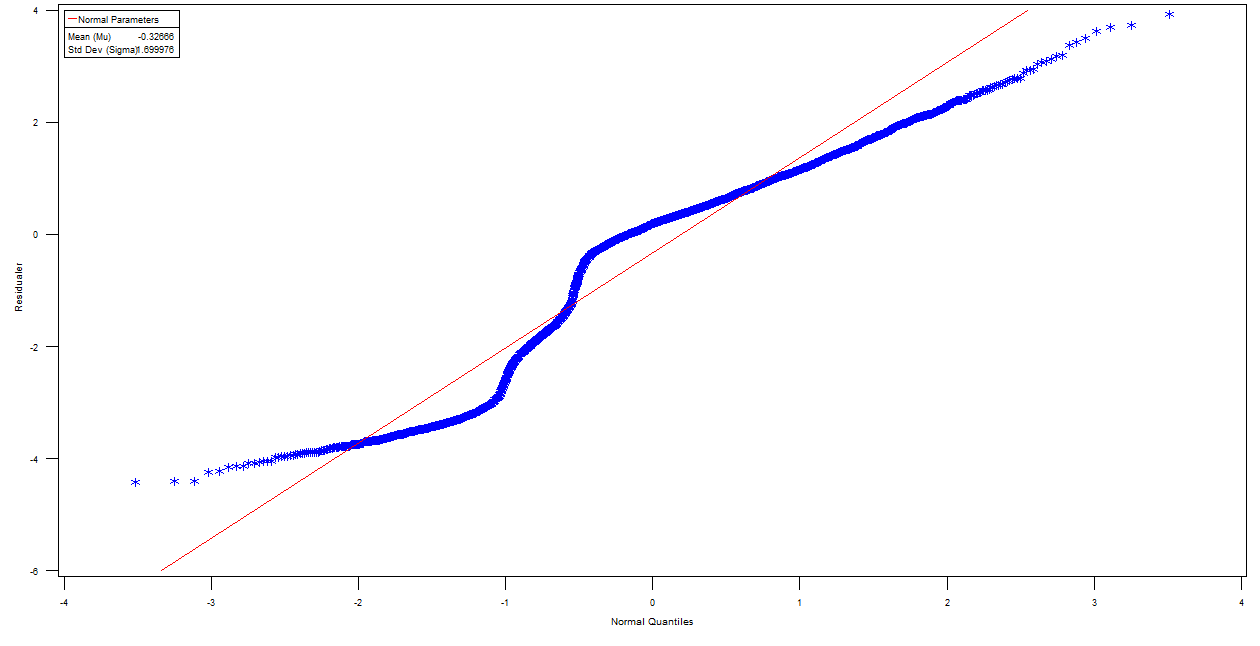 Normal Parameters
Mean (Mu) -0.32666
Std Dev (Sigma) 1.699976
4
2
0
-2
-4
-6
Residualer
-4 -3 -2 -1 0 1 2 3 4
Normal Quantiles